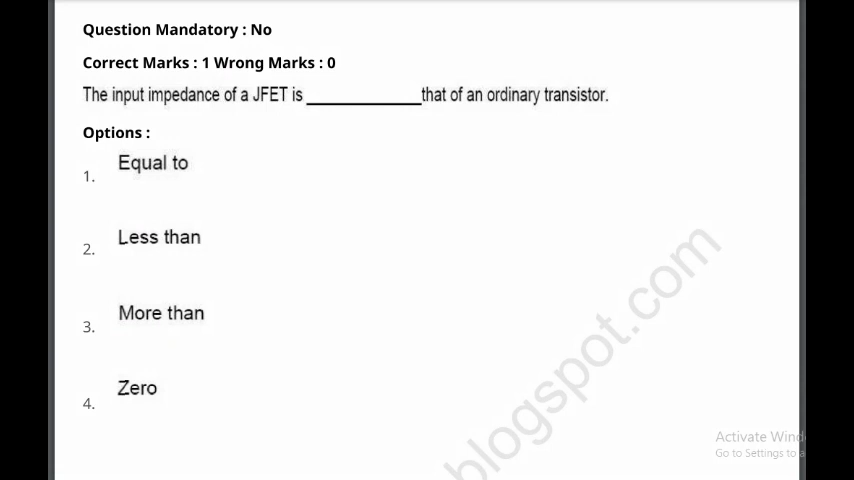 Question Mandatory : No
Correct Marks : 1 Wrong Marks : 0
The input impedance of a JFET is ______________that of an ordinary transistor.
Options :
1. Equal to
2. Less than
3. More than
4. Zero
blogspot.com
Activate Wind
Go to Settings to a